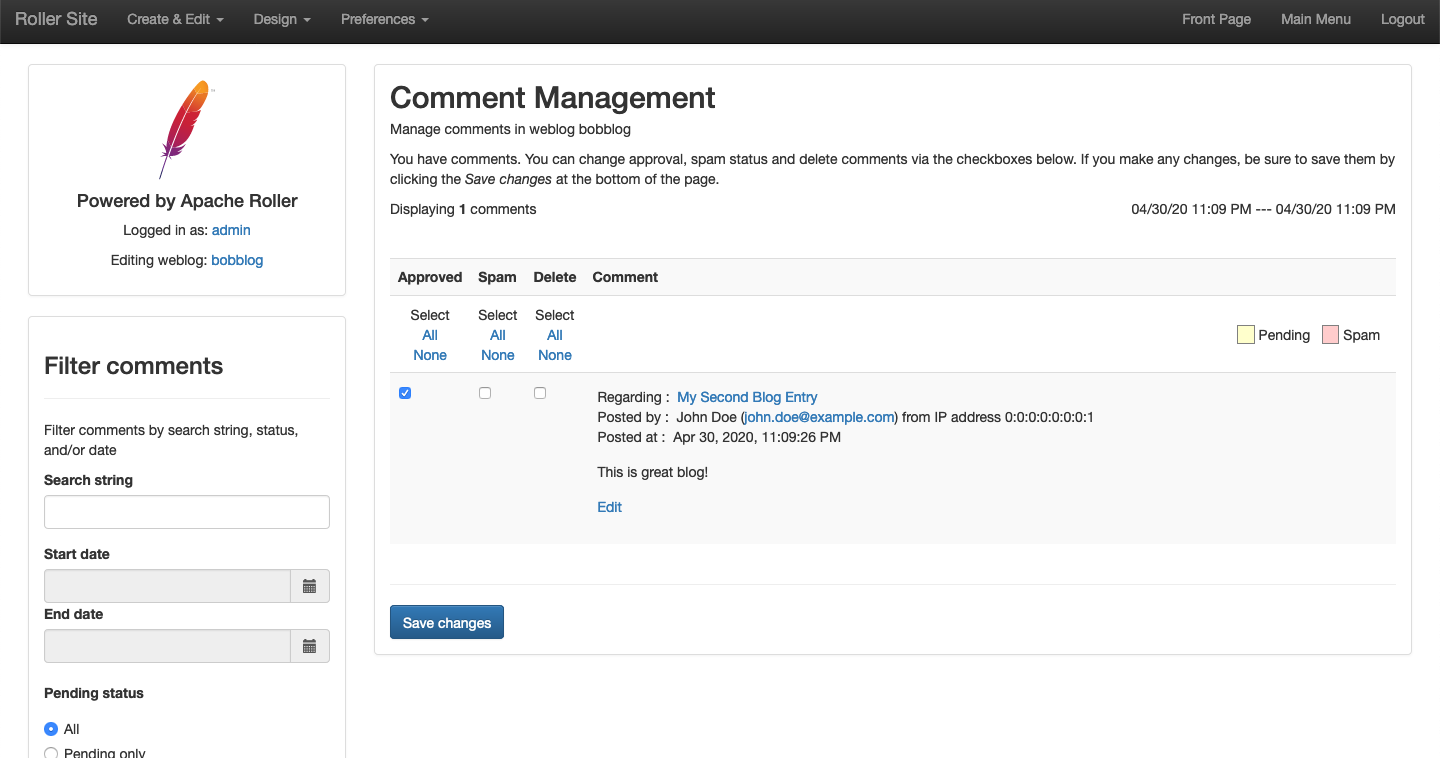 Roller Site Create & Edit Design Preferences Front Page Main Menu Logout
Powered by Apache Roller
Logged in as: admin
Editing weblog: bobblog
Filter comments
Filter comments by search string, status,
and/or date
Search string
Start date
End date
Pending status
All
Pending only
Comment Management
Manage comments in weblog bobblog
You have comments. You can change approval, spam status and delete comments via the checkboxes below. If you make any changes, be sure to save them by
clicking the Save changes at the bottom of the page.
Displaying 1 comments 04/30/20 11:09 PM --- 04/30/20 11:09 PM
Approved Spam Delete Comment
Select Select Select
All All All Pending Spam
None None None
Regarding : My Second Blog Entry
Posted by : John Doe (john.doe@example.com) from IP address 0:0:0:0:0:0:0:1
Posted at : Apr 30, 2020, 11:09:26 PM
This is great blog!
Edit
Save changes